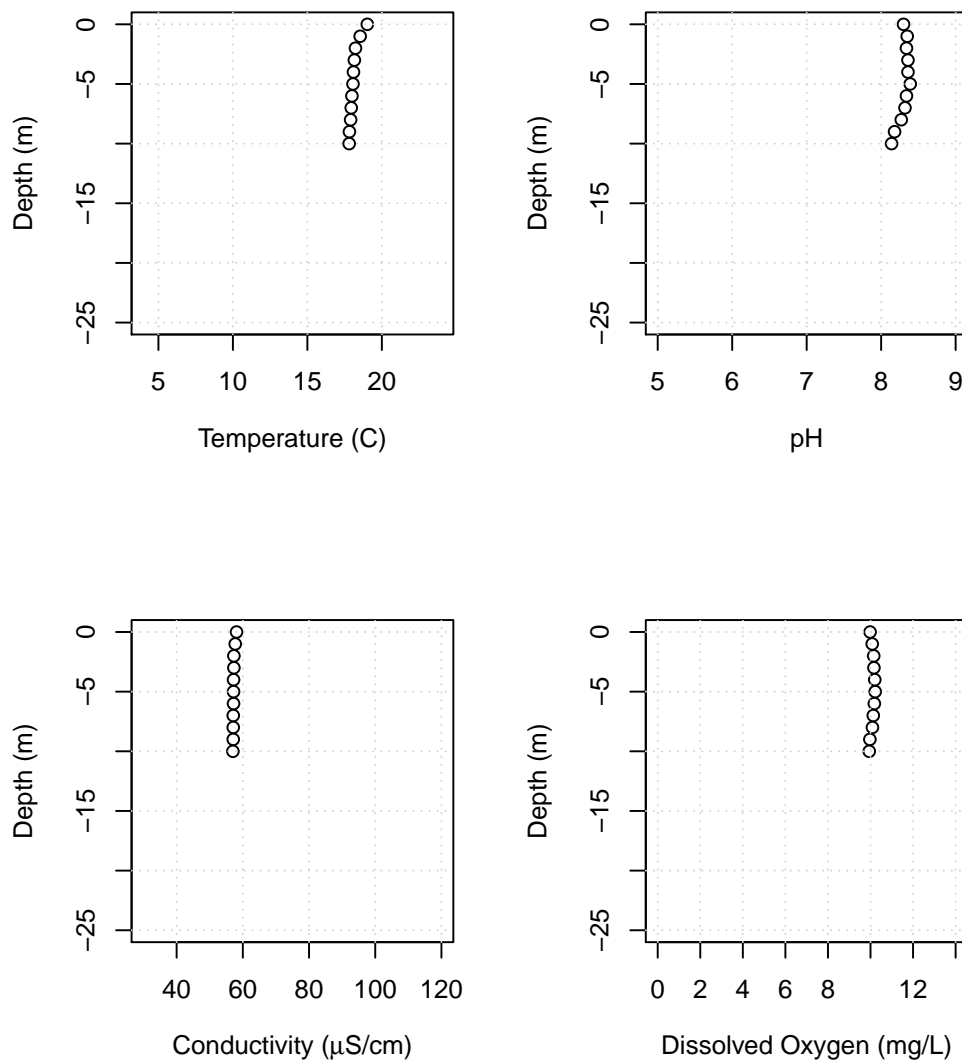 0
−5
−15
−25
Depth (m)
5 10 15 20
Temperature (C)
0
−5
−15
−25
Depth (m)
5 6 7 8 9
pH
0
−5
−15
−25
Depth (m)
40 60 80 100 120
Conductivity (μS/cm)
0
−5
−15
−25
Depth (m)
0 2 4 6 8 12
Dissolved Oxygen (mg/L)